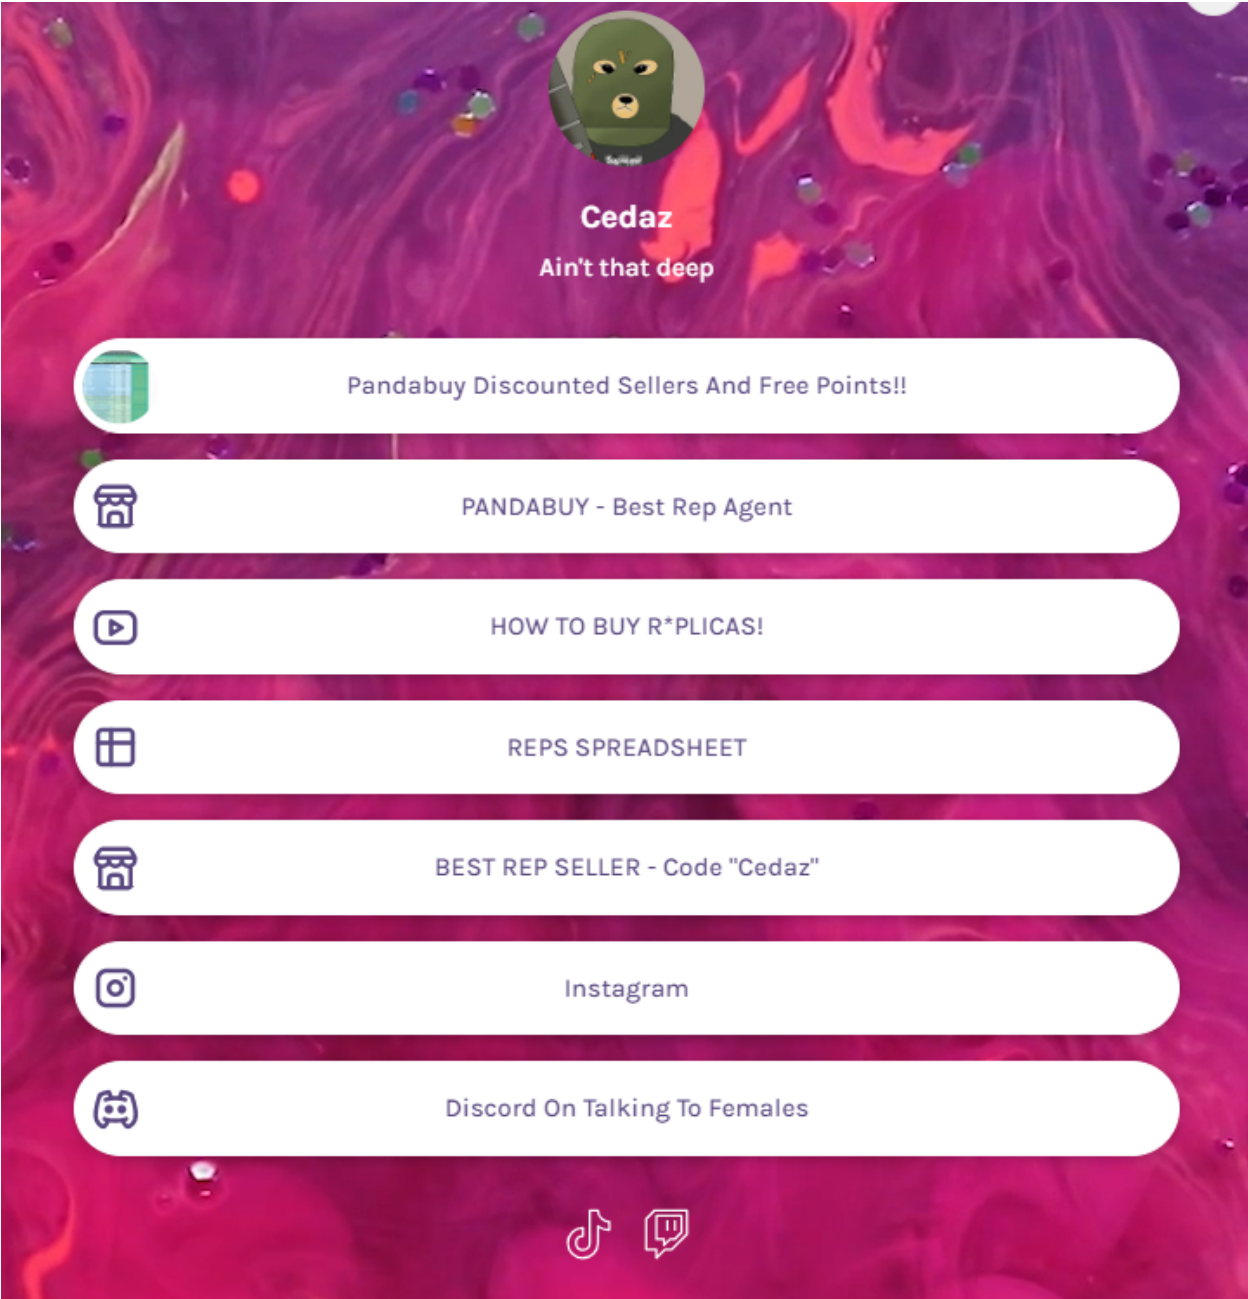 Cedaz
Ain't that deep
Pandabuy Discounted Sellers And Free Points!!
PANDABUY - Best Rep Agent
HOW TO BUY R*PLICAS!
REPS SPREADSHEET
BEST REP SELLER - Code "Cedaz"
Instagram
Discord On Talking To Females